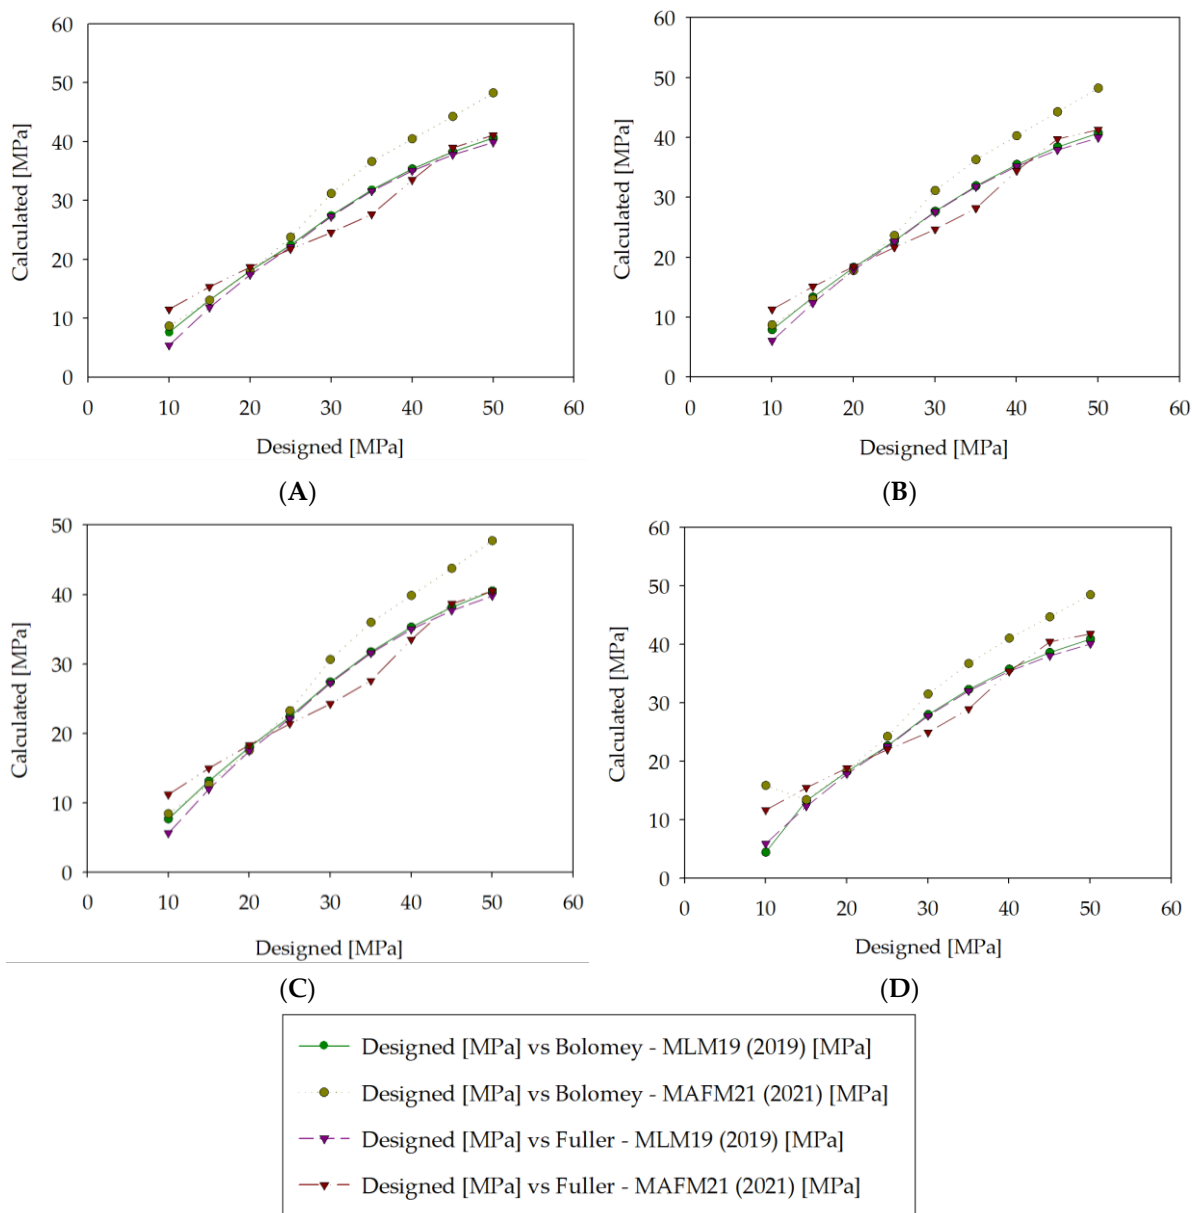 60
50
40
30
20
10
0
Calculated [MPa]
0 10 20 30 40 50 60
Designed [MPa]
(A)
60
50
40
30
20
10
0
Calculated [MPa]
0 10 20 30 40 50 60
Designed [MPa]
(B)
50
40
30
20
10
0
Calculated [MPa]
0 10 20 30 40 50 60
Designed [MPa]
(C)
60
50
40
30
20
10
0
Calculated [MPa]
0 10 20 30 40 50 60
Designed [MPa]
(D)
Designed [MPa] vs Bolomey - MLM19 (2019) [MPa]
Designed [MPa] vs Bolomey - MAFM21 (2021) [MPa]
Designed [MPa] vs Fuller - MLM19 (2019) [MPa]
Designed [MPa] vs Fuller - MAFM21 (2021) [MPa]